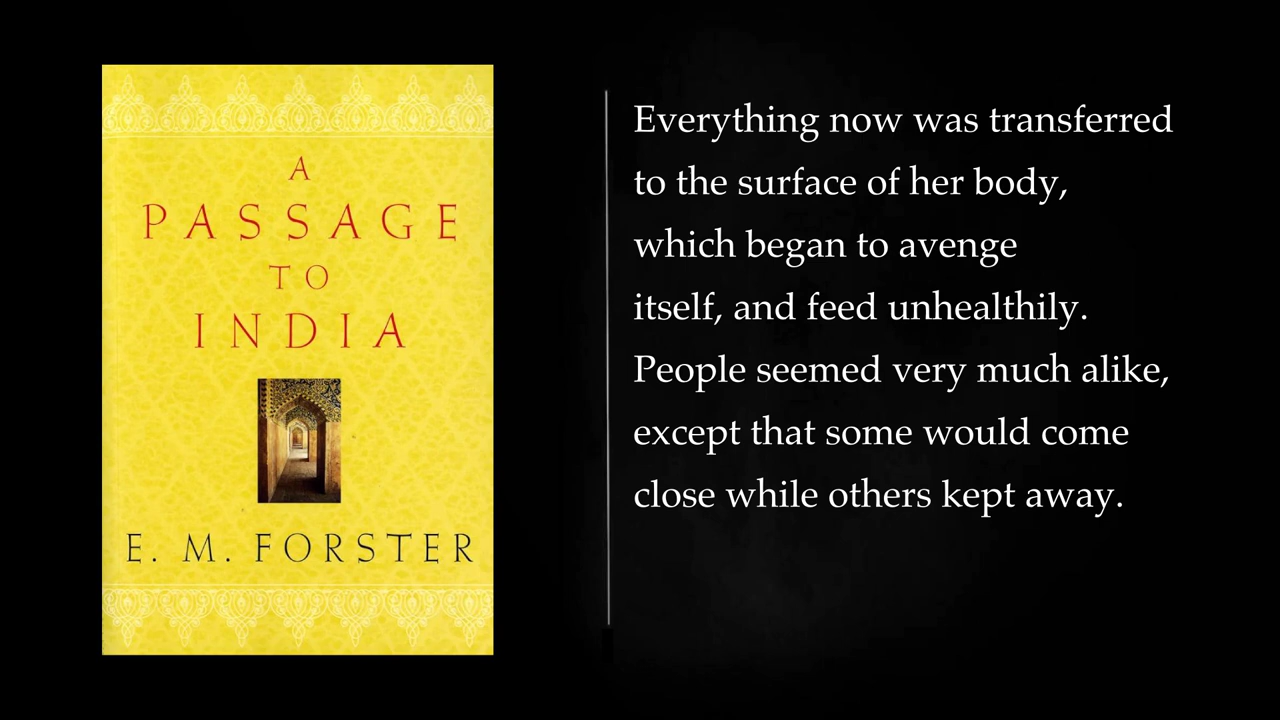 A
PASSAGE
TO
INDIA
E. M. FORSTER
Everything now was transferred
to the surface of her body,
which began to avenge
itself, and feed unhealthily.
People seemed very much alike,
except that some would come
close while others kept away.